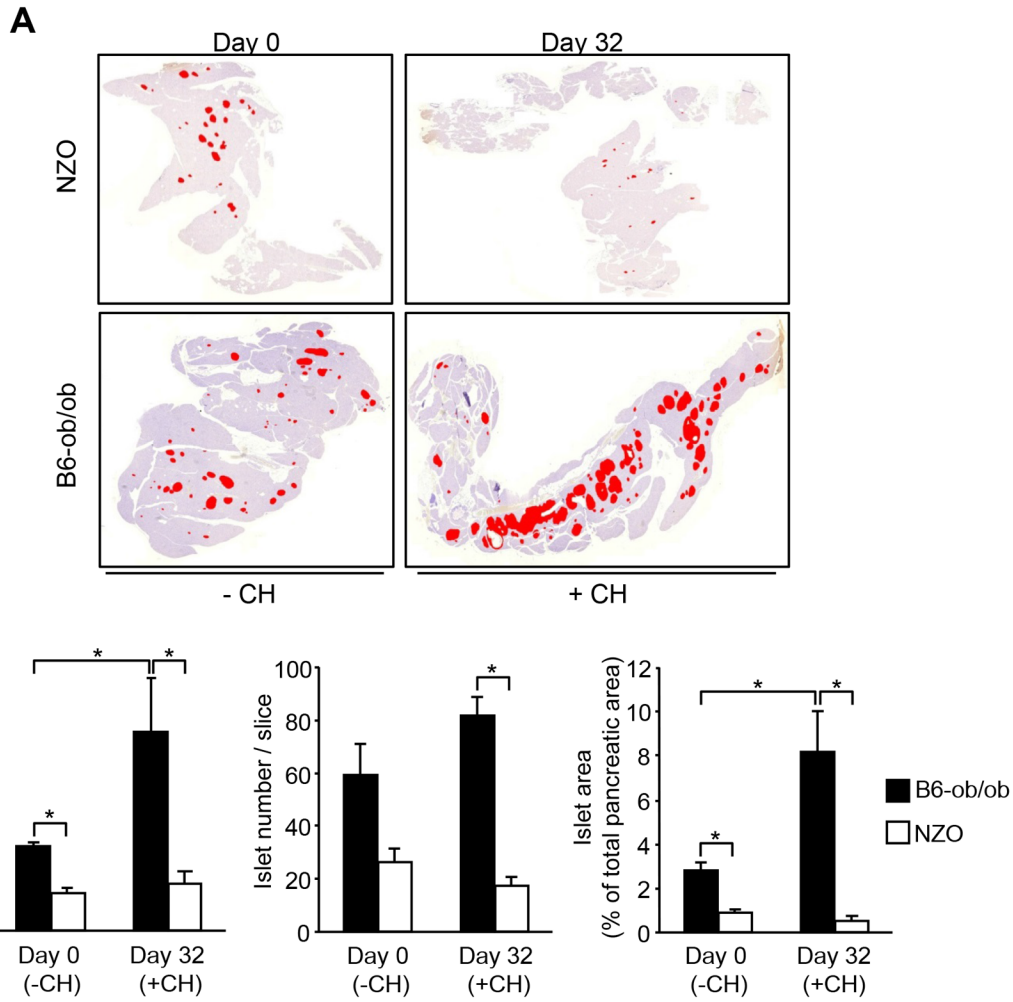 A
Day 0
Day 32
NZO
B6-ob/ob
- CH
+ CH
*
*
*
Day 0
(-CH)
Day 32
(+CH)
Islet number / slice
100
80
60
40
20
0
*
Day 0
(-CH)
Day 32
(+CH)
Islet area
(% of total pancreatic area)
12
10
8
6
4
2
0
*
*
*
Day 0
(-CH)
Day 32
(+CH)
B6-ob/ob
NZO